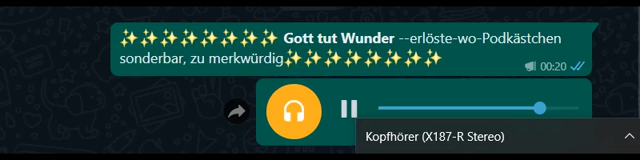 ✨✨✨✨✨✨✨ Gott tut Wunder --erlöste-wo-Podkästchen
sonderbar, zu merkwürdig✨✨✨✨✨✨✨
00:20
Kopfhörer (X187-R Stereo)